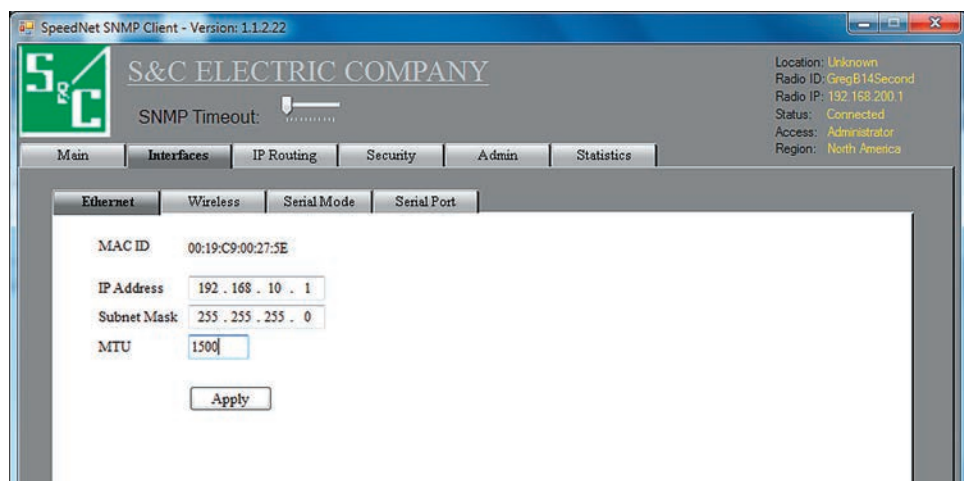 SpeedNet SNMP Client - Version: 1.1.2.22
S&C
S&C ELECTRIC COMPANY
SNMP Timeout:
Location: Unknown
Radio ID: GregB14Second
Radio IP: 192.168.200.1
Status: Connected
Access: Administrator
Region: North America
Main Interfaces IP Routing Security Admin Statistics
Ethernet Wireless Serial Mode Serial Port
MAC ID 00:19:C9:00:27:5E
IP Address 192 . 168 . 10 . 1
Subnet Mask 255 . 255 . 255 . 0
MTU 1500
Apply